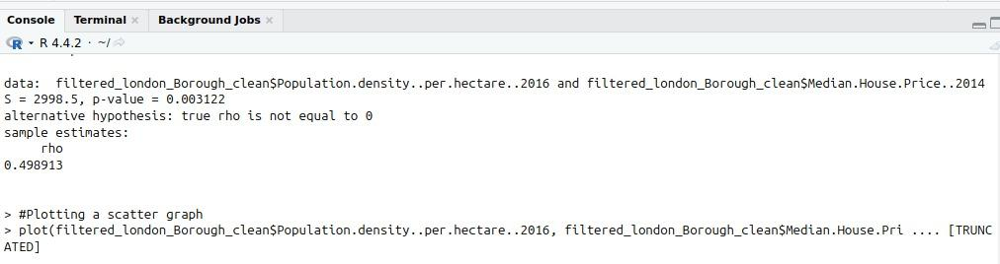 Console Terminal × Background Jobs ×
R 4.4.2 · ~/
data:  filtered_london_Borough_clean$Population.density..per.hectare..2016 and filtered_london_Borough_clean$Median.House.Price..2014
S = 2998.5, p-value = 0.003122
alternative hypothesis: true rho is not equal to 0
sample estimates:
     rho
0.498913
> #Plotting a scatter graph
> plot(filtered_london_Borough_clean$Population.density..per.hectare..2016, filtered_london_Borough_clean$Median.House.Pri .... [TRUNC
ATED]